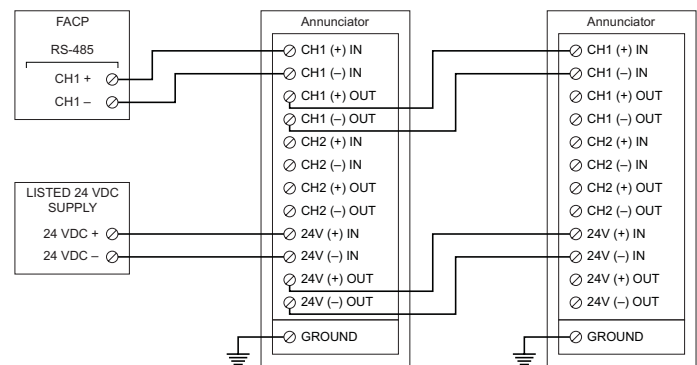 FACP
RS-485
CH1 +
CH1 –
LISTED 24 VDC
SUPPLY
24 VDC +
24 VDC –
Annunciator
CH1 (+) IN
CH1 (–) IN
CH1 (+) OUT
CH1 (–) OUT
CH2 (+) IN
CH2 (–) IN
CH2 (+) OUT
CH2 (–) OUT
24V (+) IN
24V (–) IN
24V (+) OUT
24V (–) OUT
GROUND
Annunciator
CH1 (+) IN
CH1 (–) IN
CH1 (+) OUT
CH1 (–) OUT
CH2 (+) IN
CH2 (–) IN
CH2 (+) OUT
CH2 (–) OUT
24V (+) IN
24V (–) IN
24V (+) OUT
24V (–) OUT
GROUND